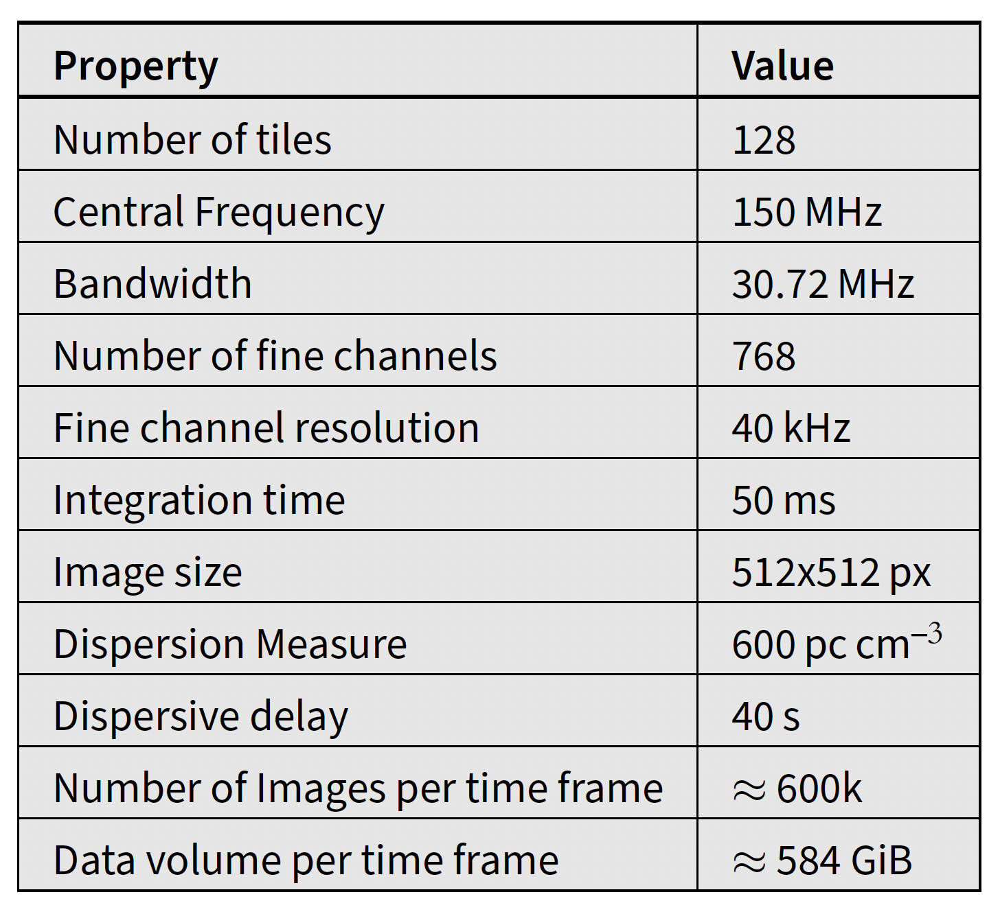 Property Value
Number of tiles 128
Central Frequency 150 MHz
Bandwidth 30.72 MHz
Number of fine channels 768
Fine channel resolution 40 kHz
Integration time 50 ms
Image size 512x512 px
Dispersion Measure 600 pc cm⁻³
Dispersive delay 40 s
Number of Images per time frame ≈ 600k
Data volume per time frame ≈ 584 GiB